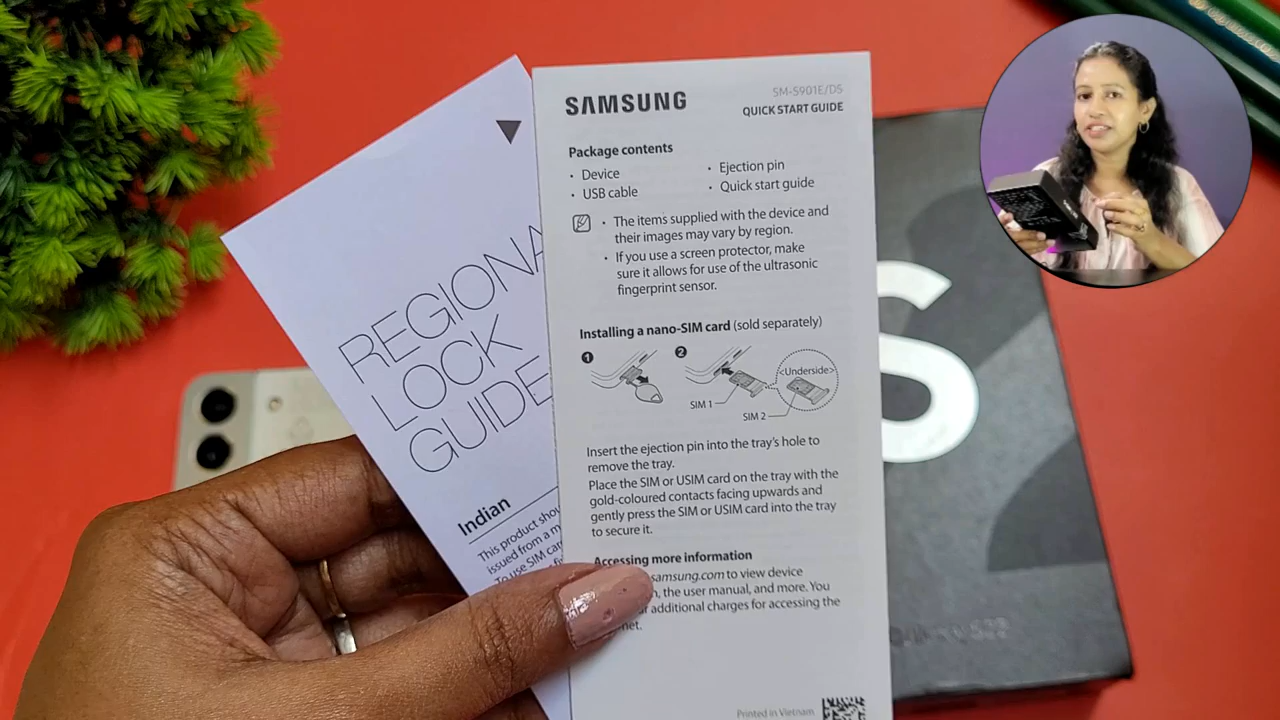 SAMSUNG
SM-S901E/DS
QUICK START GUIDE
Package contents
· Device
· USB cable
· Ejection pin
· Quick start guide
· The items supplied with the device and
their images may vary by region.
· If you use a screen protector, make
sure it allows for use of the ultrasonic
fingerprint sensor.
Installing a nano-SIM card (sold separately)
1
2
<Underside>
SIM 1
SIM 2
Insert the ejection pin into the tray's hole to
remove the tray.
Place the SIM or USIM card on the tray with the
gold-coloured contacts facing upwards and
gently press the SIM or USIM card into the tray
to secure it.
Accessing more information
samsung.com to view device
, the user manual, and more. You
additional charges for accessing the
Printed in Vietnam
REGIONA
LOCK
GUIDE
Indian
This product
issued from a
To use SIM
S